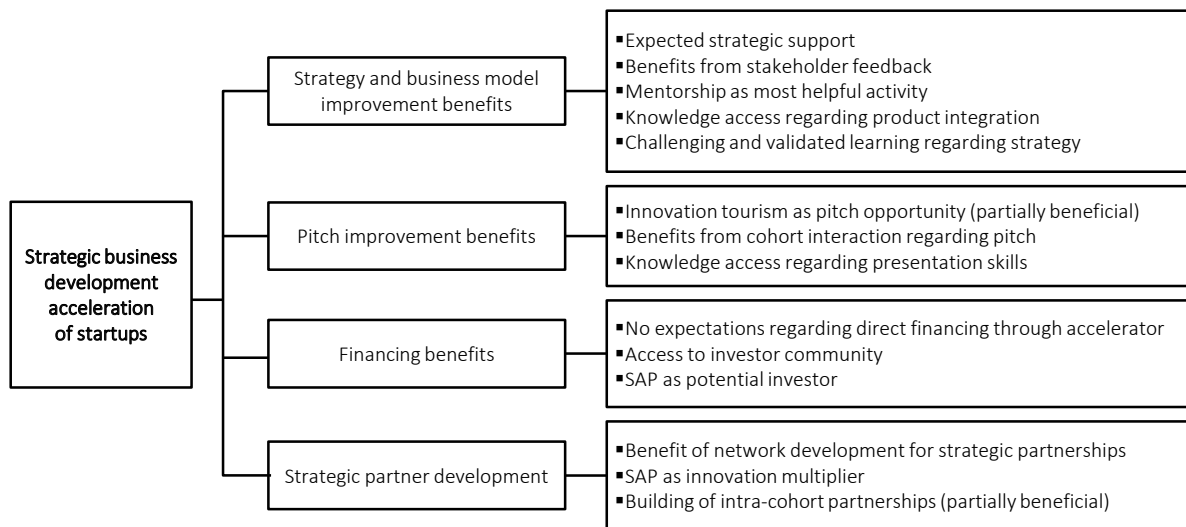 Strategic business
development
acceleration
of startups
Strategy and business model
improvement benefits
▪Expected strategic support
▪Benefits from stakeholder feedback
▪Mentorship as most helpful activity
▪Knowledge access regarding product integration
▪Challenging and validated learning regarding strategy
Pitch improvement benefits
▪Innovation tourism as pitch opportunity (partially beneficial)
▪Benefits from cohort interaction regarding pitch
▪Knowledge access regarding presentation skills
Financing benefits
▪No expectations regarding direct financing through accelerator
▪Access to investor community
▪SAP as potential investor
Strategic partner development
▪Benefit of network development for strategic partnerships
▪SAP as innovation multiplier
▪Building of intra-cohort partnerships (partially beneficial)